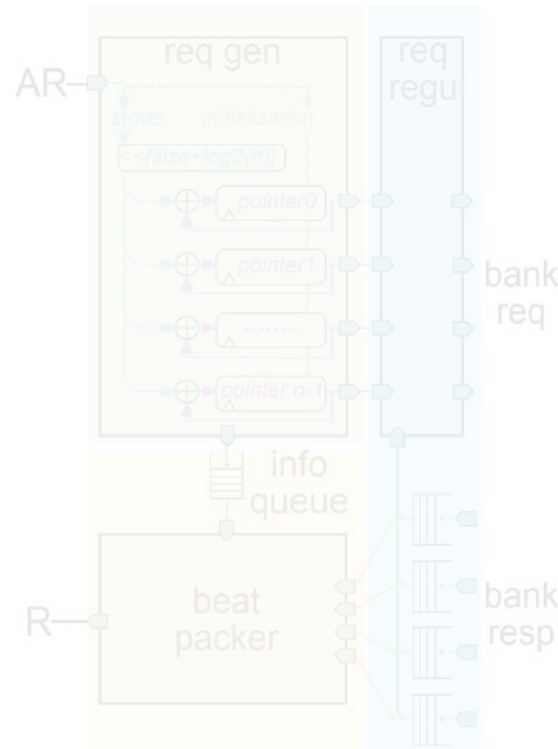 req gen
req
regu
AR
stride
Initialization
<<(size+log2(n))
pointer0
pointer1
........
pointer n-1
bank
req
info
queue
beat
packer
R
bank
resp